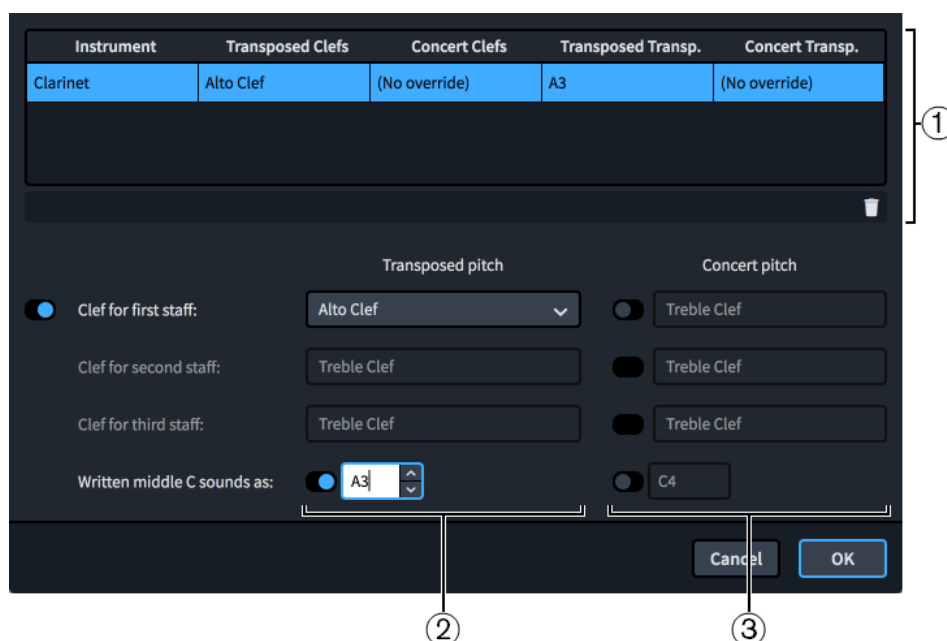 Instrument Transposed Clefs Concert Clefs Transposed Transp. Concert Transp.
Clarinet Alto Clef (No override) A3 (No override)
①
Transposed pitch Concert pitch
Clef for first staff: Alto Clef Treble Clef
Clef for second staff: Treble Clef Treble Clef
Clef for third staff: Treble Clef Treble Clef
Written middle C sounds as: A3 C4
Cancel OK
② ③